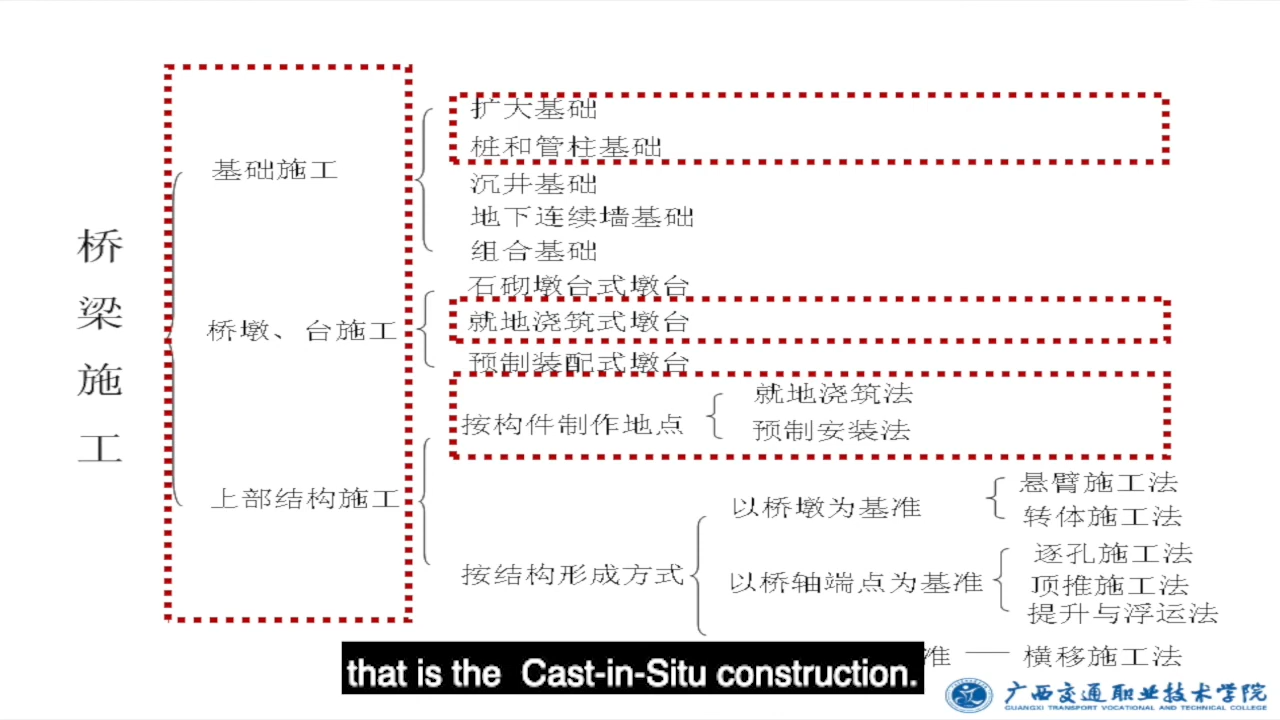 桥梁施工
基础施工
扩大基础
桩和管柱基础
沉井基础
地下连续墙基础
组合基础
桥墩、台施工
石砌墩台式墩台
就地浇筑式墩台
预制装配式墩台
上部结构施工
按构件制作地点
就地浇筑法
预制安装法
按结构形成方式
以桥墩为基准
悬臂施工法
转体施工法
以桥轴端点为基准
逐孔施工法
顶推施工法
提升与浮运法
准 — 横移施工法
that is the Cast-in-Situ construction.
广西交通职业技术学院
GUANGXI TRANSPORT VOCATIONAL AND TECHNICAL COLLEGE